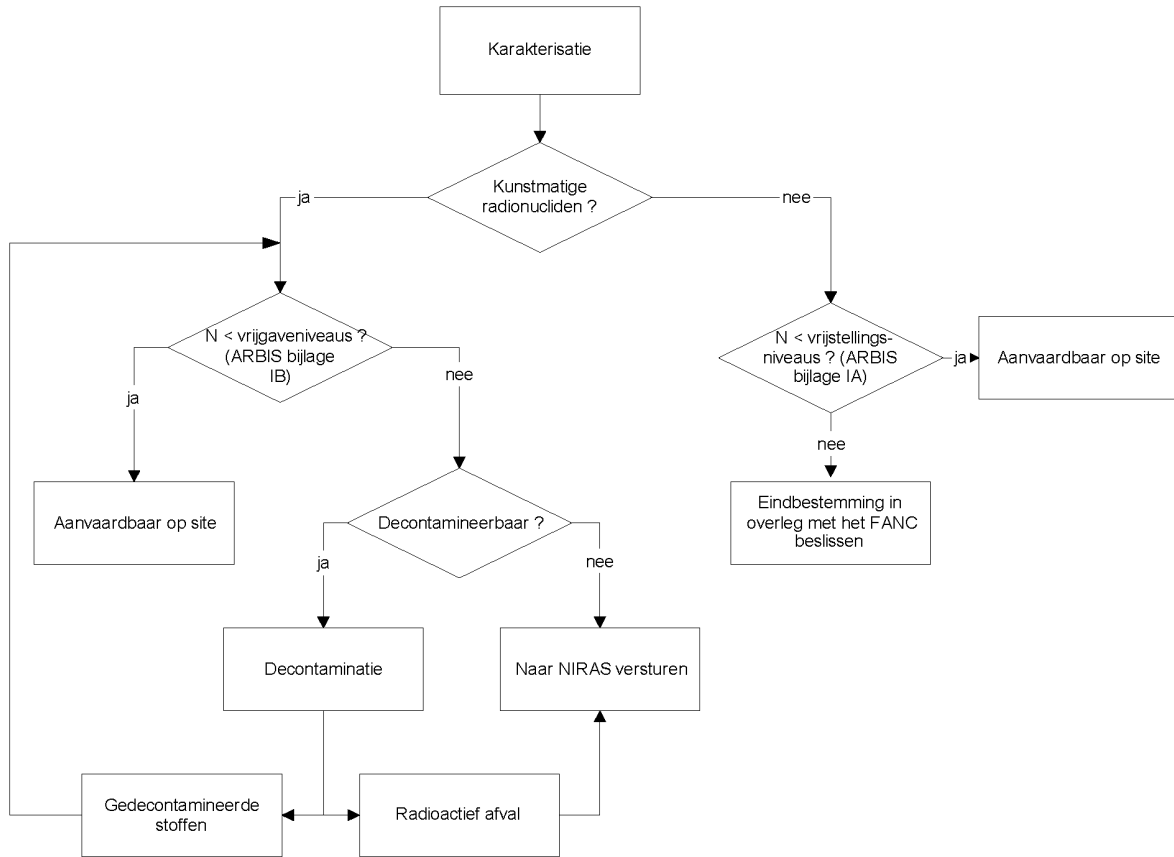 Karakterisatie
Kunstmatige
radionucliden ?
ja
nee
N < vrijgaveniveaus ?
(ARBIS bijlage
IB)
N < vrijstellings-
niveaus ? (ARBIS
bijlage IA)
ja
Aanvaardbaar op site
ja
nee
nee
Aanvaardbaar op site
Decontamineerbaar ?
Eindbestemming in
overleg met het FANC
beslissen
ja
nee
Decontaminatie
Naar NIRAS versturen
Gedecontamineerde
stoffen
Radioactief afval